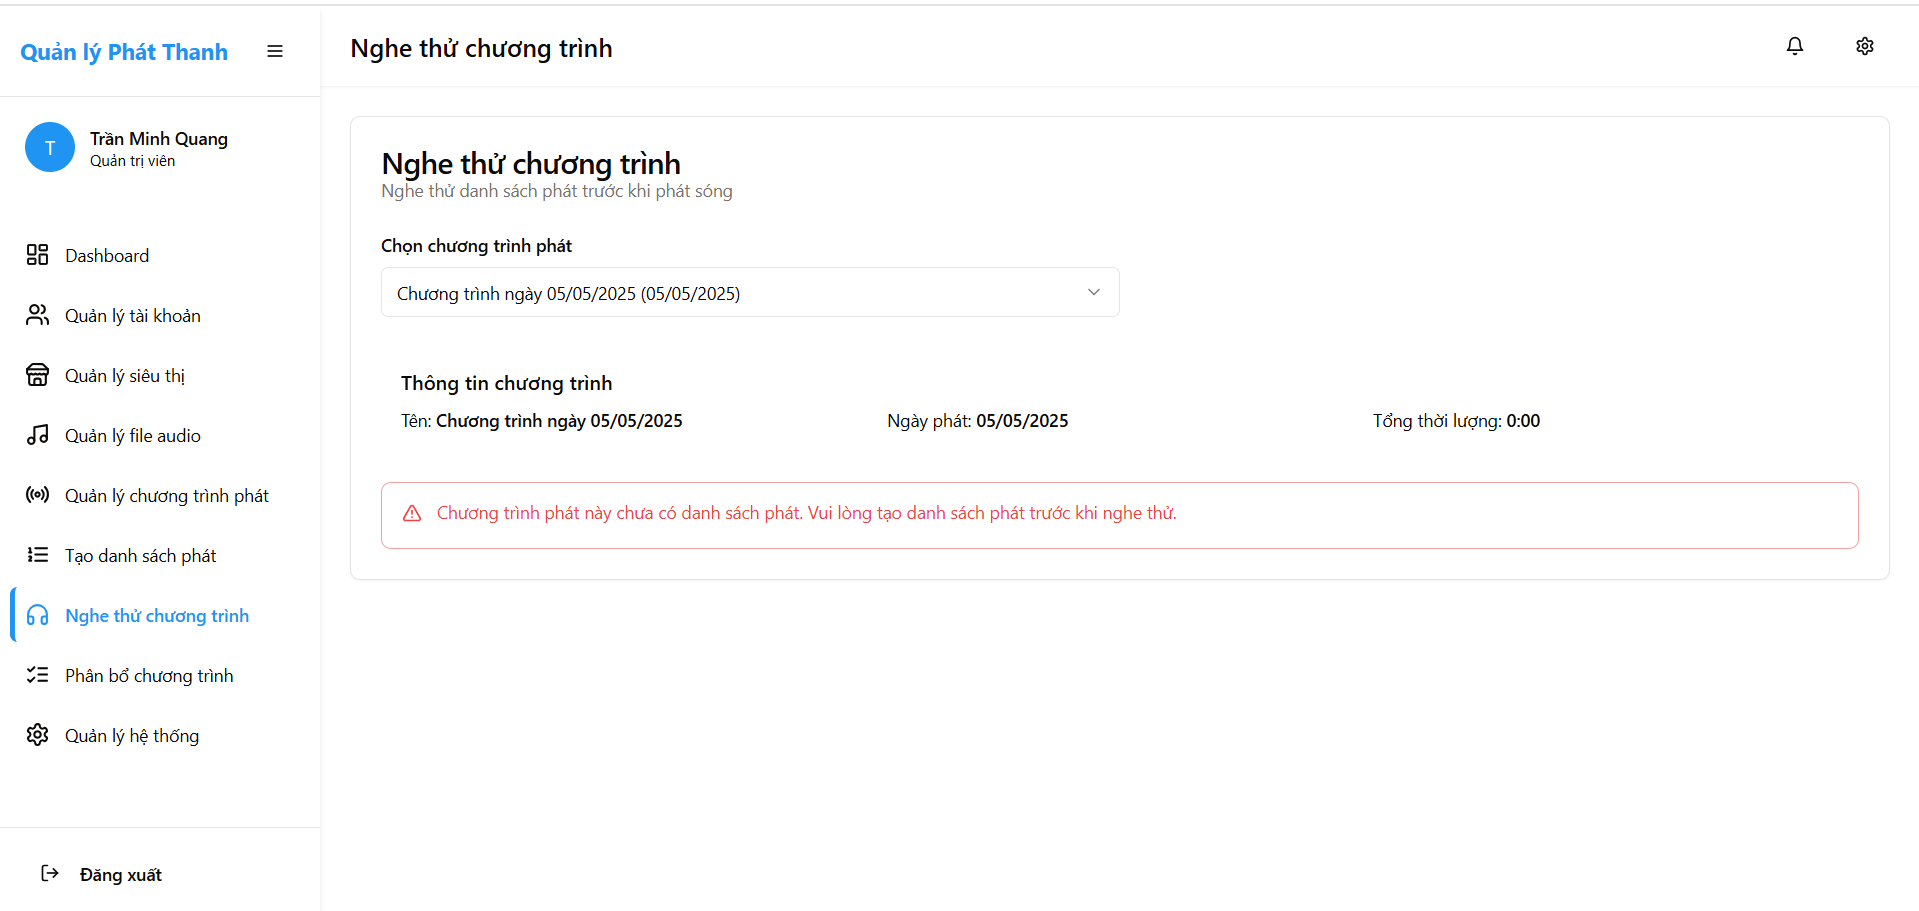 Quản lý Phát Thanh
Nghe thử chương trình
T
Trần Minh Quang
Quản trị viên
Dashboard
Quản lý tài khoản
Quản lý siêu thị
Quản lý file audio
Quản lý chương trình phát
Tạo danh sách phát
Nghe thử chương trình
Phân bổ chương trình
Quản lý hệ thống
Đăng xuất
Nghe thử chương trình
Nghe thử danh sách phát trước khi phát sóng
Chọn chương trình phát
Chương trình ngày 05/05/2025 (05/05/2025)
Thông tin chương trình
Tên: Chương trình ngày 05/05/2025
Ngày phát: 05/05/2025
Tổng thời lượng: 0:00
Chương trình phát này chưa có danh sách phát. Vui lòng tạo danh sách phát trước khi nghe thử.